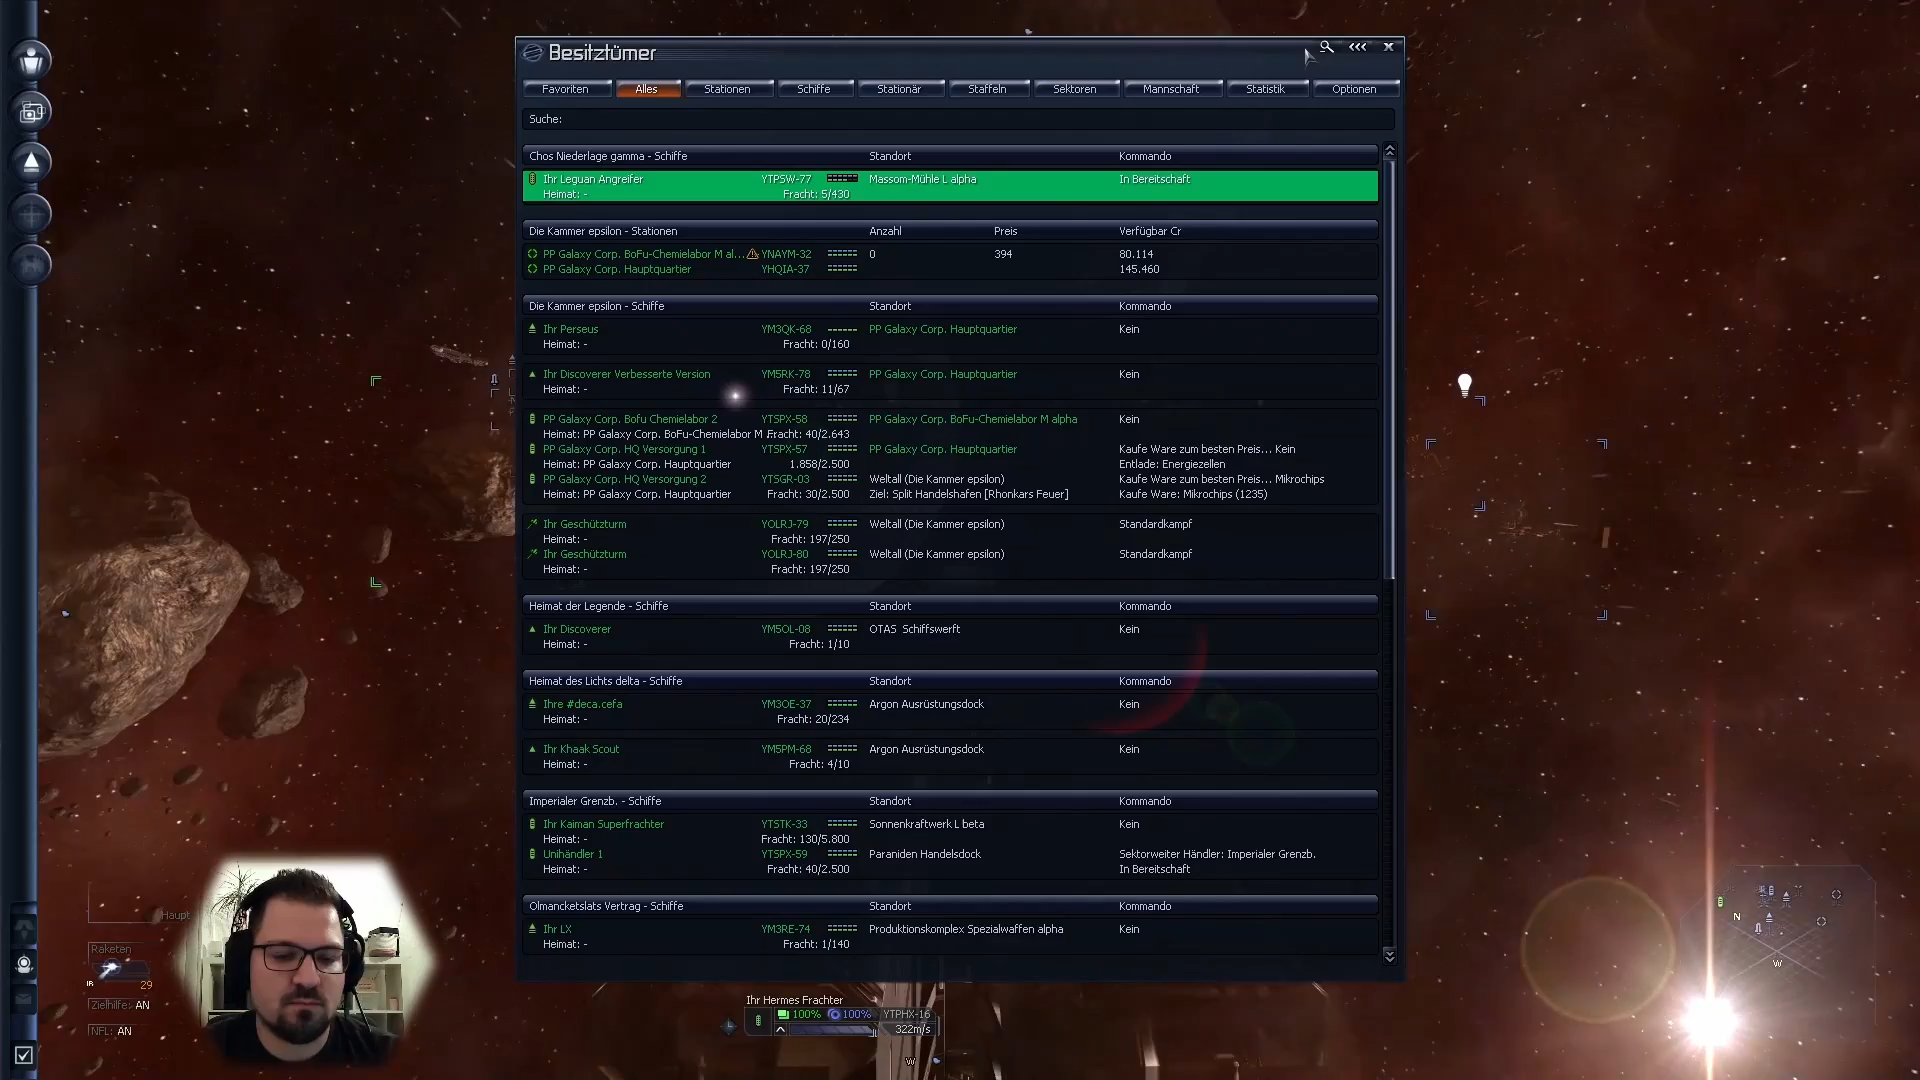 Besitztümer
Favoriten Alles Stationen Schiffe Stationär Staffeln Sektoren Mannschaft Statistik Optionen
Suche:
Chos Niederlage gamma - Schiffe Standort Kommando
Ihr Leguan Angreifer YTPSW-77 Massom-Mühle L alpha In Bereitschaft
Heimat: - Fracht: 5/430
Die Kammer epsilon - Stationen Anzahl Preis Verfügbar Cr
PP Galaxy Corp. BoFu-Chemielabor M al... YNAYM-32 0 394 80.114
PP Galaxy Corp. Hauptquartier YHQIA-37 145.460
Die Kammer epsilon - Schiffe Standort Kommando
Ihr Perseus YM3QK-68 PP Galaxy Corp. Hauptquartier Kein
Heimat: - Fracht: 0/160
Ihr Discoverer Verbesserte Version YM5RK-78 PP Galaxy Corp. Hauptquartier Kein
Heimat: - Fracht: 11/67
PP Galaxy Corp. Bofu Chemielabor 2 YTSPX-58 PP Galaxy Corp. BoFu-Chemielabor M alpha Kein
Heimat: PP Galaxy Corp. BoFu-Chemielabor M Fracht: 40/2.643
PP Galaxy Corp. HQ Versorgung 1 YTSPX-57 PP Galaxy Corp. Hauptquartier Kaufe Ware zum besten Preis... Kein
Heimat: PP Galaxy Corp. Hauptquartier 1.858/2.500 Entlade: Energiezellen
PP Galaxy Corp. HQ Versorgung 2 YTSGR-03 Weltall (Die Kammer epsilon) Kaufe Ware zum besten Preis... Mikrochips
Heimat: PP Galaxy Corp. Hauptquartier Fracht: 30/2.500 Ziel: Split Handelshafen [Rhonkars Feuer] Kaufe Ware: Mikrochips (1235)
Ihr Geschützturm YOLRJ-79 Weltall (Die Kammer epsilon) Standardkampf
Heimat: - Fracht: 197/250
Ihr Geschützturm YOLRJ-80 Weltall (Die Kammer epsilon) Standardkampf
Heimat: - Fracht: 197/250
Heimat der Legende - Schiffe Standort Kommando
Ihr Discoverer YM5OL-08 OTAS Schiffswerft Kein
Heimat: - Fracht: 1/10
Heimat des Lichts delta - Schiffe Standort Kommando
Ihre #deca.cefa YM3OE-37 Argon Ausrüstungsdock Kein
Heimat: - Fracht: 20/234
Ihr Khaak Scout YM5PM-68 Argon Ausrüstungsdock Kein
Heimat: - Fracht: 4/10
Imperialer Grenzb. - Schiffe Standort Kommando
Ihr Kaiman Superfrachter YTSTK-33 Sonnenkraftwerk L beta Kein
Heimat: - Fracht: 130/5.800
Unihändler 1 YTSPX-59 Paraniden Handelsdock Sektorweiter Händler: Imperialer Grenzb.
Heimat: - Fracht: 40/2.500 In Bereitschaft
Olmancketslats Vertrag - Schiffe Standort Kommando
Ihr LX YM3RE-74 Produktionskomplex Spezialwaffen alpha Kein
Heimat: - Fracht: 1/140
Haupt
Raketen
IR 29
Zielhilfe: AN
NFL: AN
Ihr Hermes Frachter
100% 100% YTPHX-16
322m/s
W
N
W